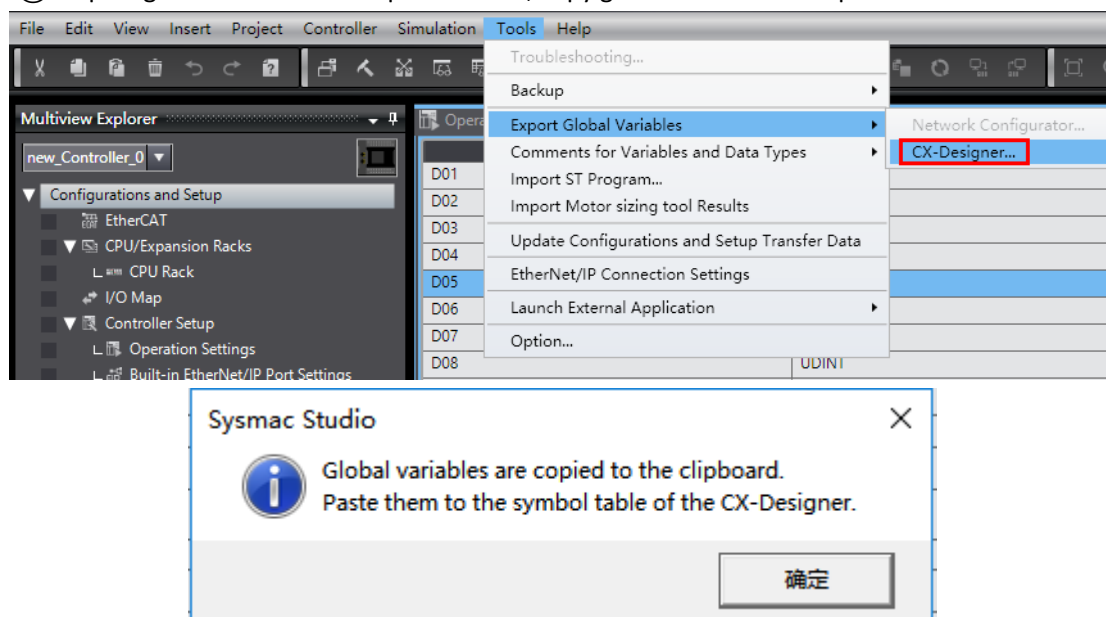 File Edit View Insert Project Controller Simulation Tools Help
Troubleshooting...
Backup
Multiview Explorer
Export Global Variables
Network Configurator...
new_Controller_0
Comments for Variables and Data Types
CX-Designer...
D01
Import ST Program...
Configurations and Setup
D02
Import Motor sizing tool Results
EtherCAT
D03
CPU/Expansion Racks
Update Configurations and Setup Transfer Data
D04
CPU Rack
EtherNet/IP Connection Settings
D05
I/O Map
D06
Launch External Application
Controller Setup
D07
Option...
Operation Settings
D08
UDINT
Built-in EtherNet/IP Port Settings
Sysmac Studio
Global variables are copied to the clipboard.
Paste them to the symbol table of the CX-Designer.
确定